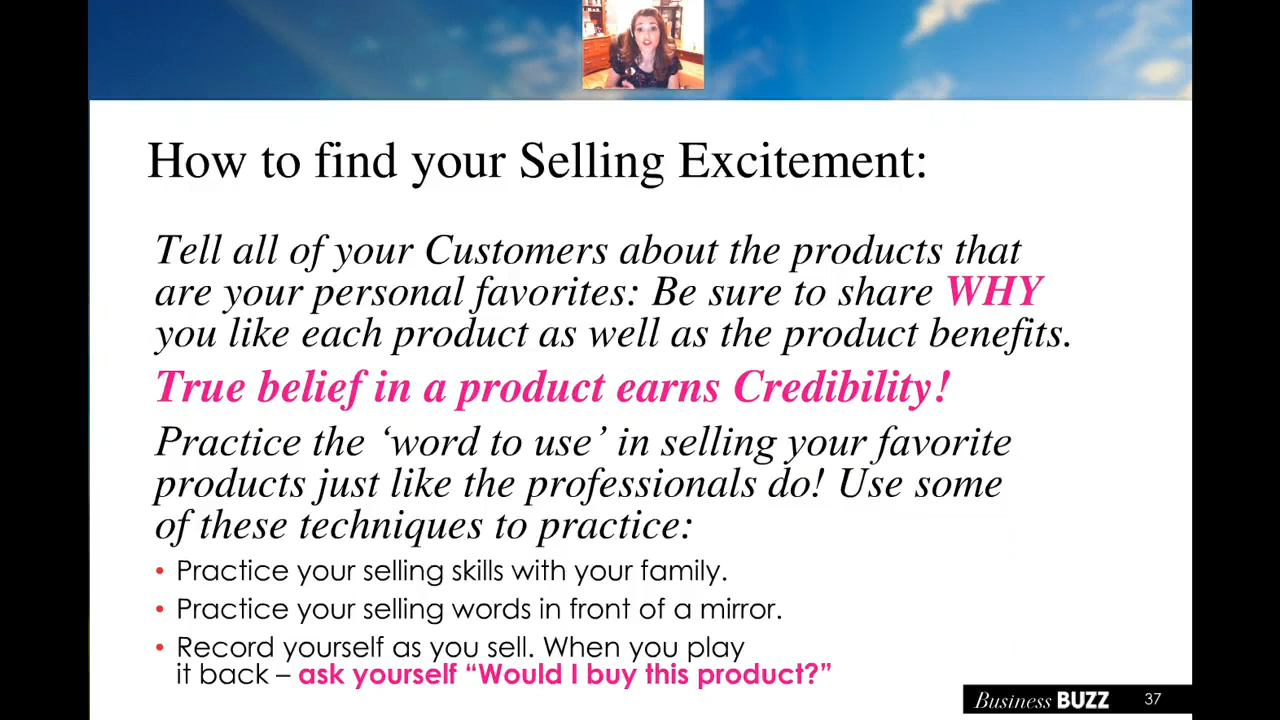 How to find your Selling Excitement:
Tell all of your Customers about the products that
are your personal favorites: Be sure to share WHY
you like each product as well as the product benefits.
True belief in a product earns Credibility!
Practice the ‘word to use’ in selling your favorite
products just like the professionals do! Use some
of these techniques to practice:
• Practice your selling skills with your family.
• Practice your selling words in front of a mirror.
• Record yourself as you sell. When you play
it back – ask yourself “Would I buy this product?”
Business BUZZ 37